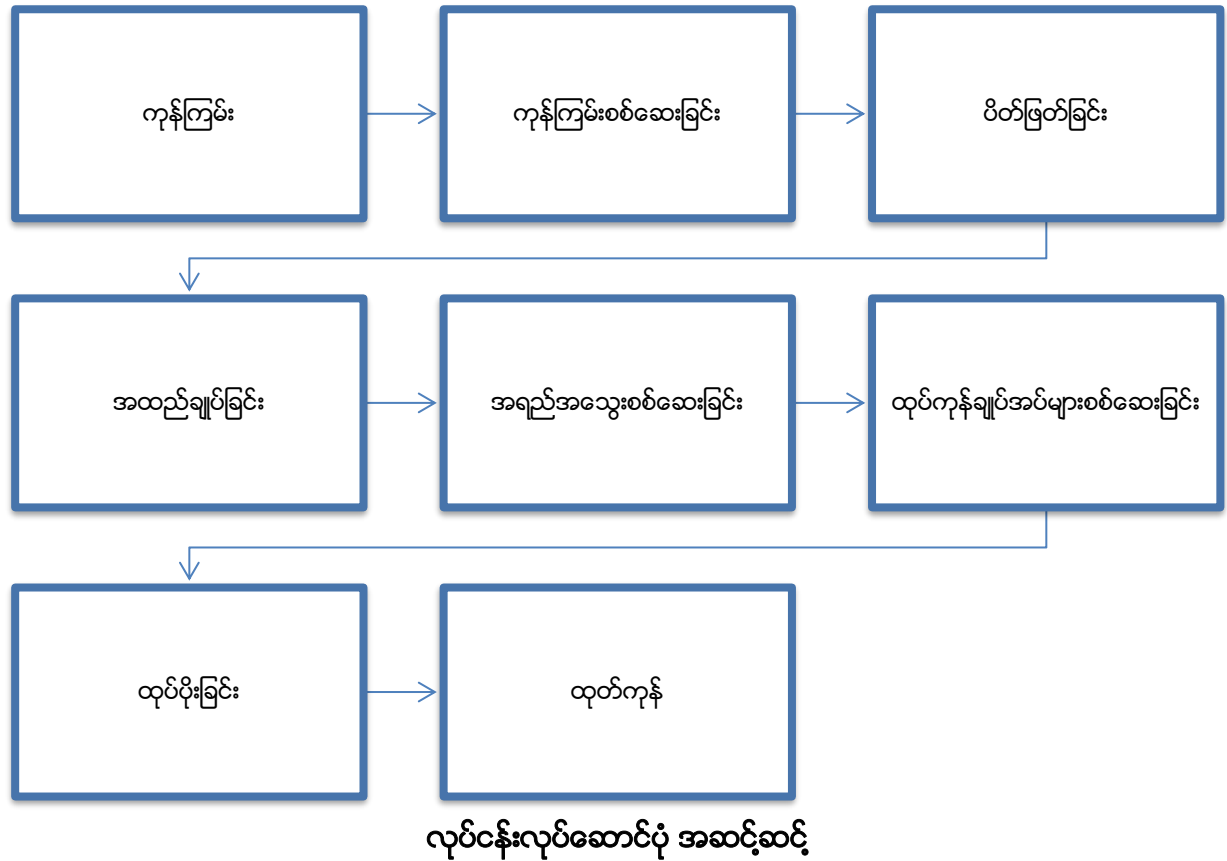 ကုန်ကြမ်း
ကုန်ကြမ်းစစ်ဆေးခြင်း
ပိတ်ဖြတ်ခြင်း
အထည်ချုပ်ခြင်း
အရည်အသွေးစစ်ဆေးခြင်း
ထုပ်ကုန်ချုပ်အပ်များစစ်ဆေးခြင်း
ထုပ်ပိုးခြင်း
ထုတ်ကုန်
လုပ်ငန်းလုပ်ဆောင်ပုံ အဆင့်ဆင့်